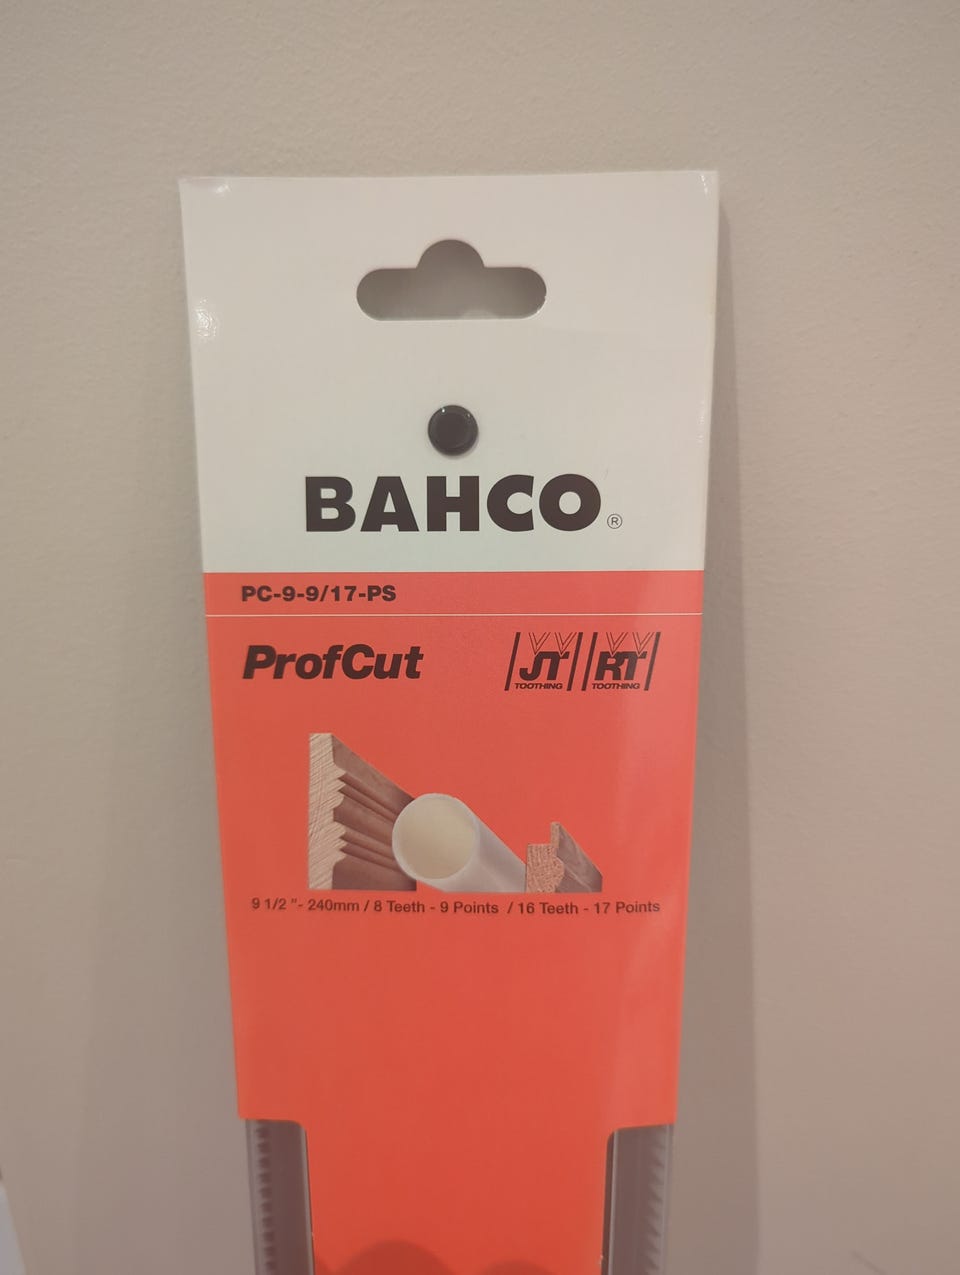 BAHCO®
PC-9-9/17-PS
ProfCut
JT RT
TOOTHING TOOTHING
9 1/2 "- 240mm / 8 Teeth - 9 Points / 16 Teeth - 17 Points